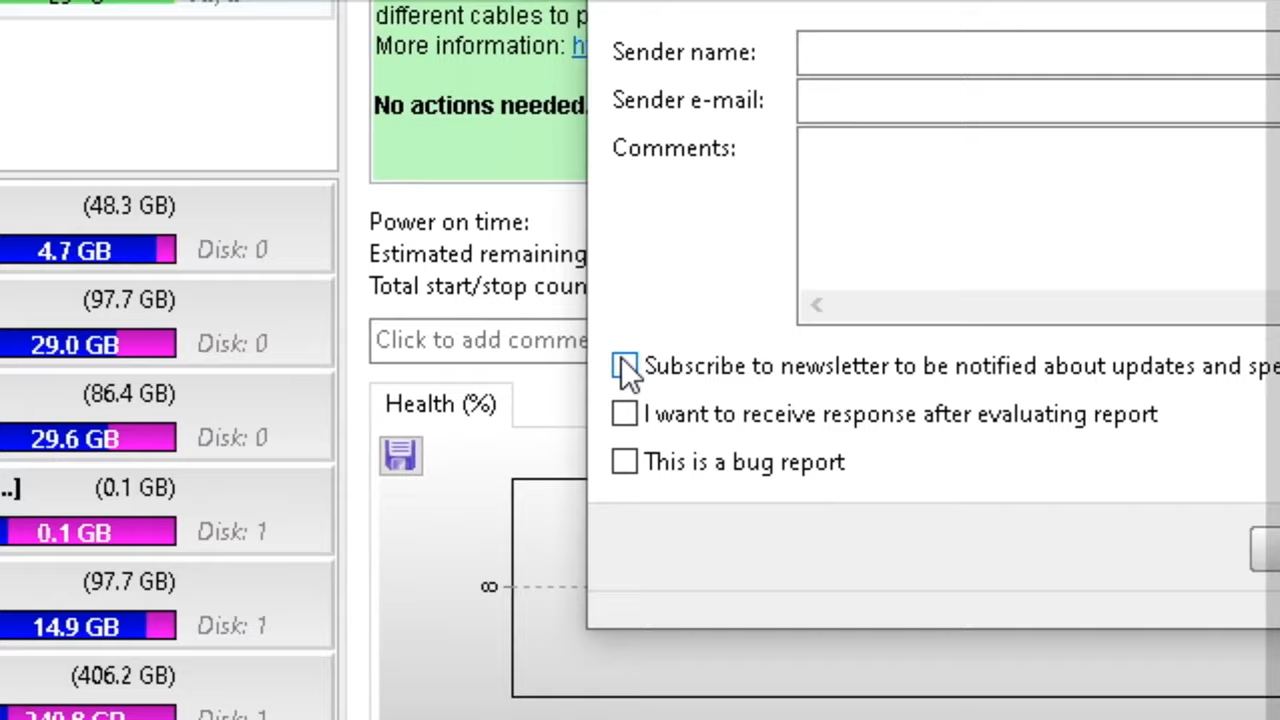 different cables to
More information:
No actions needed.
(48.3 GB)
4.7 GB
Disk: 0
(97.7 GB)
29.0 GB
Disk: 0
(86.4 GB)
29.6 GB
Disk: 0
..]
(0.1 GB)
0.1 GB
Disk: 1
(97.7 GB)
14.9 GB
Disk: 1
(406.2 GB)
Power on time:
Estimated remaining
Total start/stop coun
Click to add comme
Health (%)
∞
Sender name:
Sender e-mail:
Comments:
Subscribe to newsletter to be notified about updates and spe
I want to receive response after evaluating report
This is a bug report